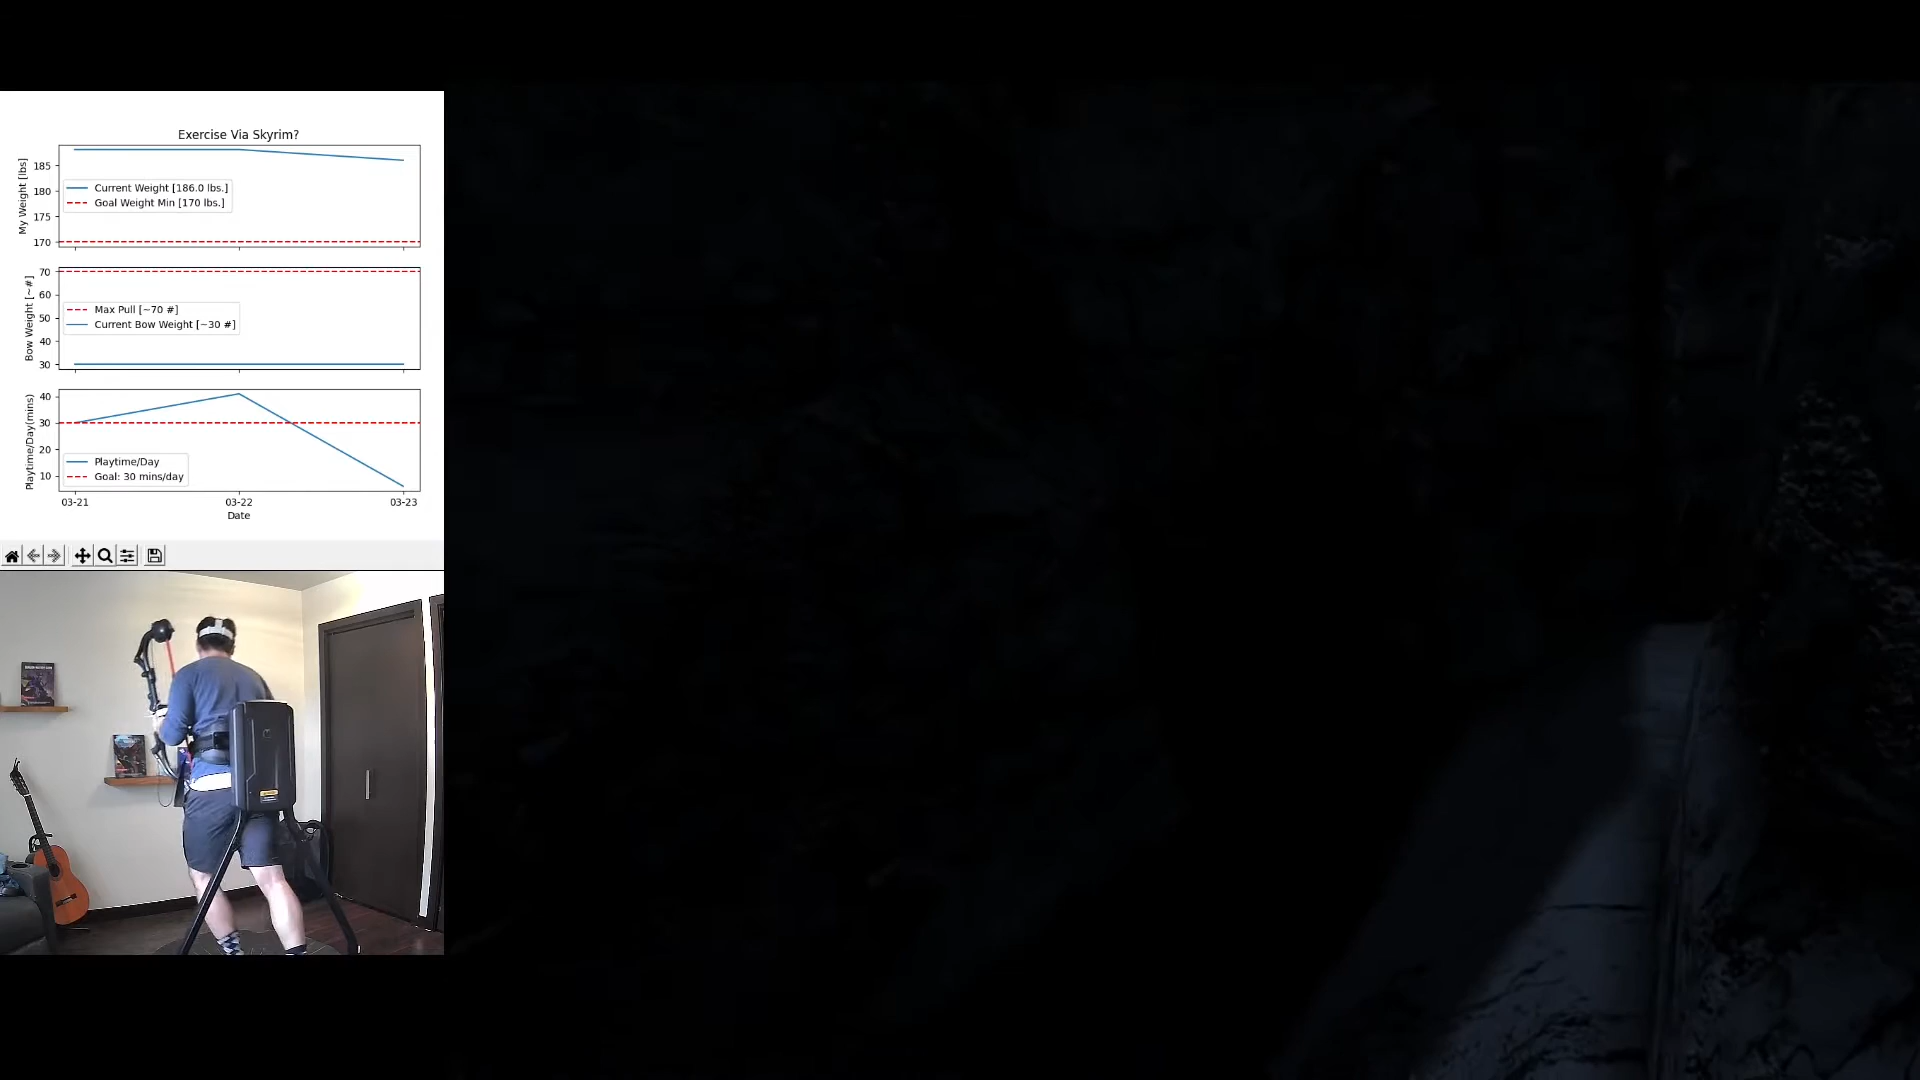 Exercise Via Skyrim?
My Weight [lbs]
185
180
175
170
Current Weight [186.0 lbs.]
Goal Weight Min [170 lbs.]
Bow Weight [~#]
70
60
50
40
30
Max Pull [~70 #]
Current Bow Weight [~30 #]
Playtime/Day(mins)
40
30
20
10
Playtime/Day
Goal: 30 mins/day
03-21 03-22 03-23
Date